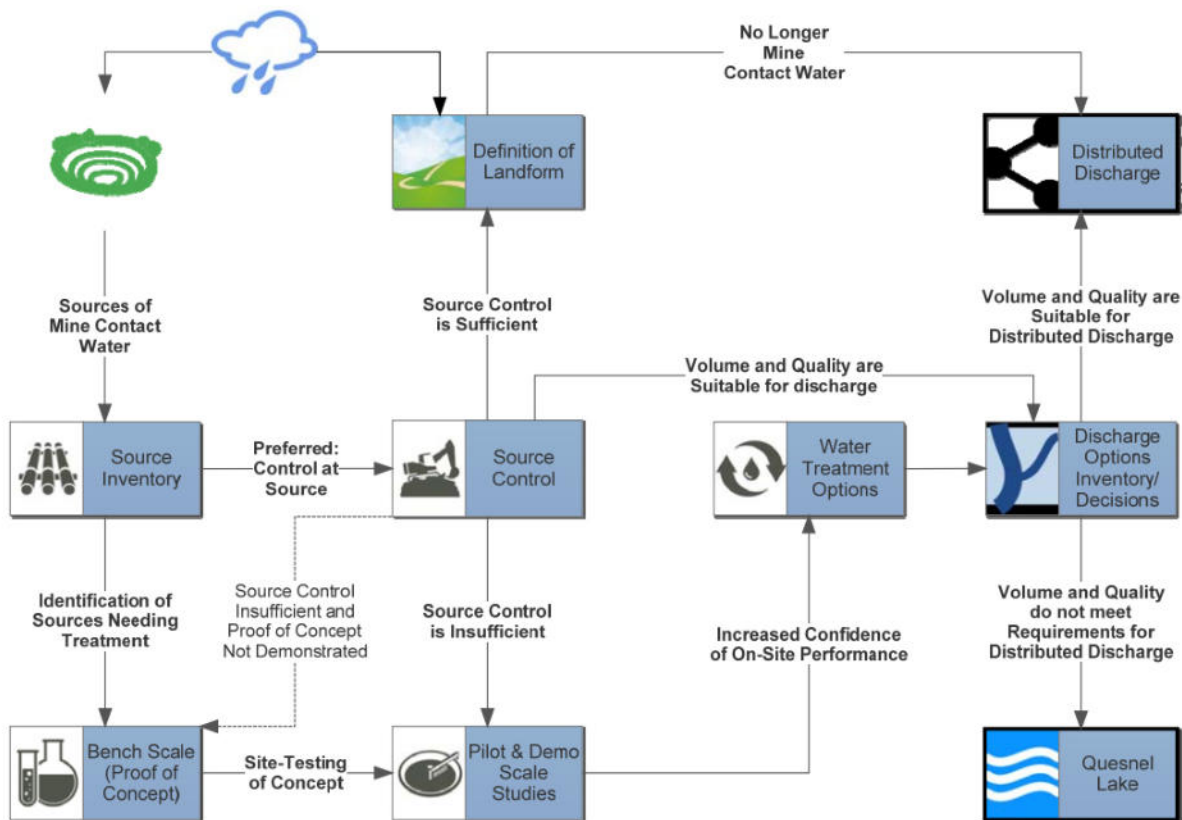 No Longer
Mine
Contact Water
Definition of
Landform
Distributed
Discharge
Sources of
Mine Contact
Water
Source Control
is Sufficient
Volume and Quality are
Suitable for
Distributed Discharge
Volume and Quality are
Suitable for discharge
Source
Inventory
Preferred:
Control at
Source
Source
Control
Water
Treatment
Options
Discharge
Options
Inventory/
Decisions
Identification of
Sources Needing
Treatment
Source Control
Insufficient and
Proof of Concept
Not Demonstrated
Source Control
is Insufficient
Increased Confidence
of On-Site Performance
Volume and Quality
do not meet
Requirements for
Distributed Discharge
Bench Scale
(Proof of
Concept)
Site-Testing
of Concept
Pilot & Demo
Scale
Studies
Quesnel
Lake